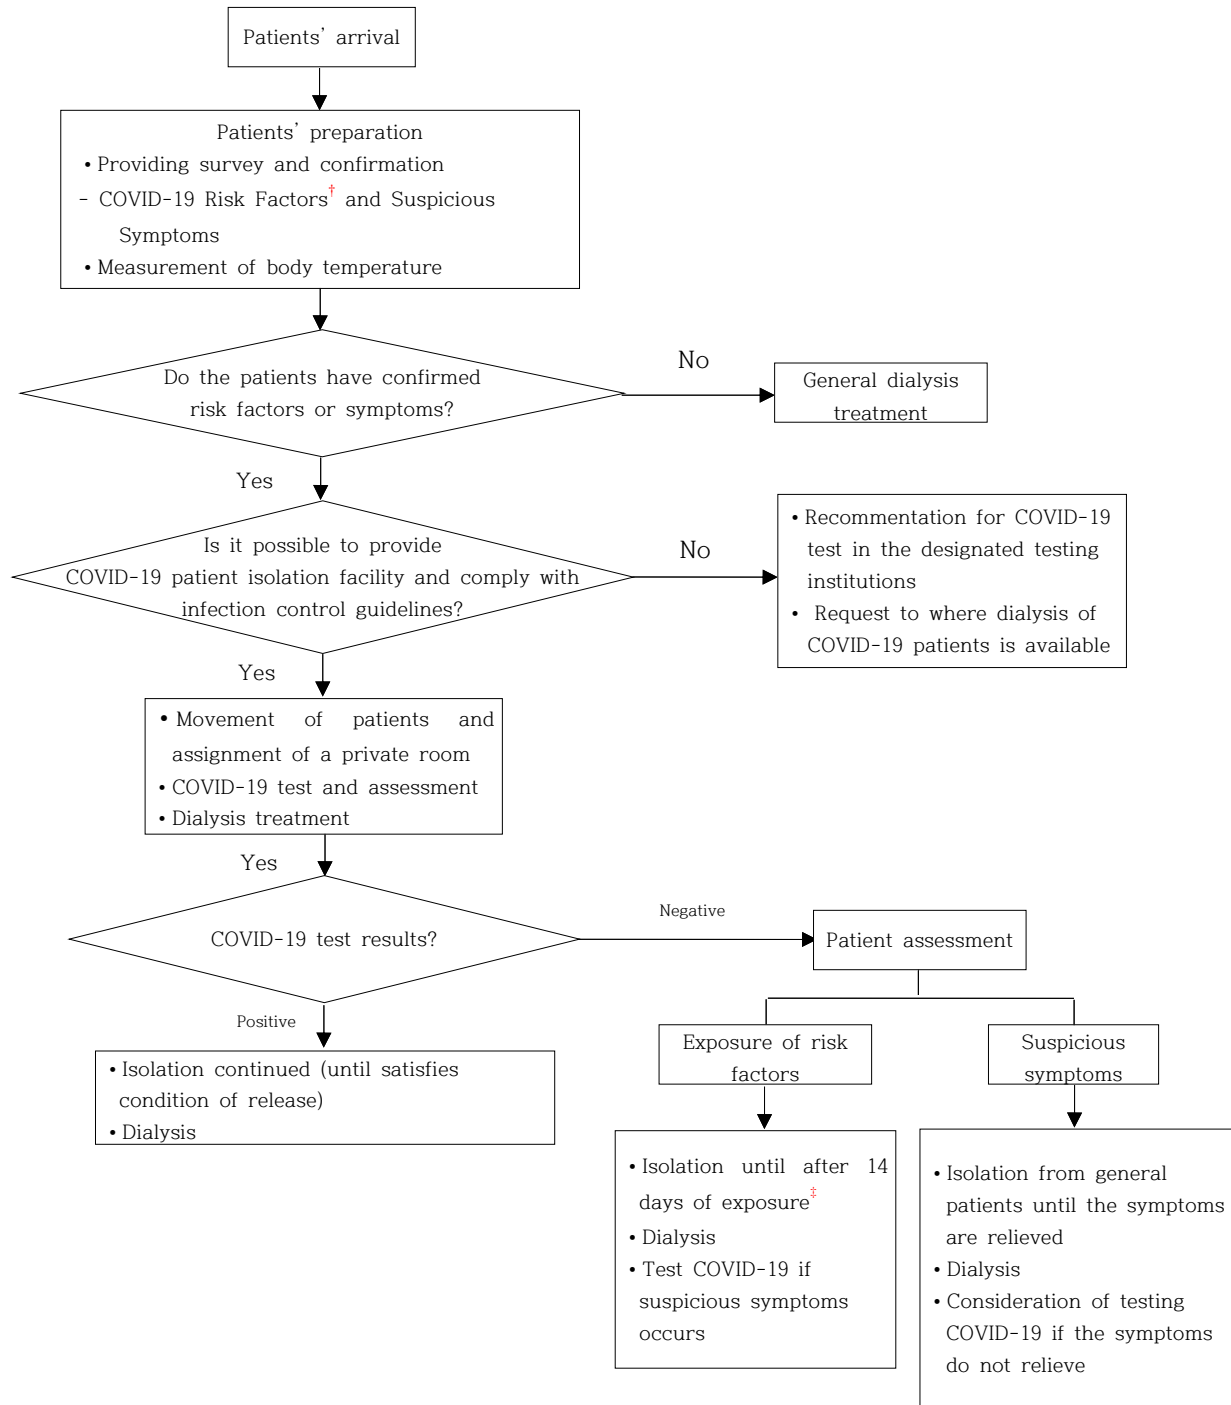 Patients' arrival
Patients' preparation
• Providing survey and confirmation
- COVID-19 Risk Factors† and Suspicious
Symptoms
• Measurement of body temperature
Do the patients have confirmed
risk factors or symptoms?
No
General dialysis
treatment
Yes
Is it possible to provide
COVID-19 patient isolation facility and comply with
infection control guidelines?
No
• Recommentation for COVID-19
test in the designated testing
institutions
• Request to where dialysis of
COVID-19 patients is available
Yes
• Movement of patients and
assignment of a private room
• COVID-19 test and assessment
• Dialysis treatment
Yes
COVID-19 test results?
Negative
Patient assessment
Positive
• Isolation continued (until satisfies
condition of release)
• Dialysis
Exposure of risk
factors
Suspicious
symptoms
• Isolation until after 14
days of exposure‡
• Dialysis
• Test COVID-19 if
suspicious symptoms
occurs
• Isolation from general
patients until the symptoms
are relieved
• Dialysis
• Consideration of testing
COVID-19 if the symptoms
do not relieve